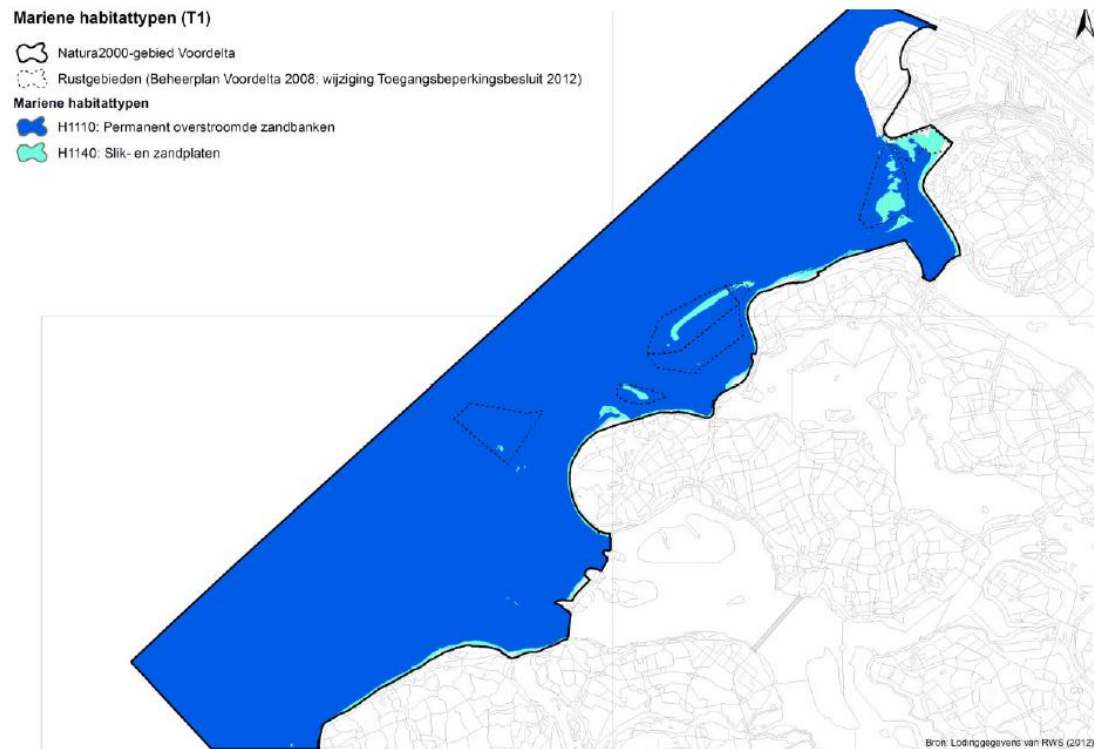 Mariene habitattypen (T1)
Natura2000-gebied Voordelta
Rustgebieden (Beheerplan Voordelta 2008; wijziging Toegangsbeperkingsbesluit 2012)
Mariene habitattypen
H1110: Permanent overstroomde zandbanken
H1140: Slik- en zandplaten
Bron: Lodinggegevens van RWS (2012)